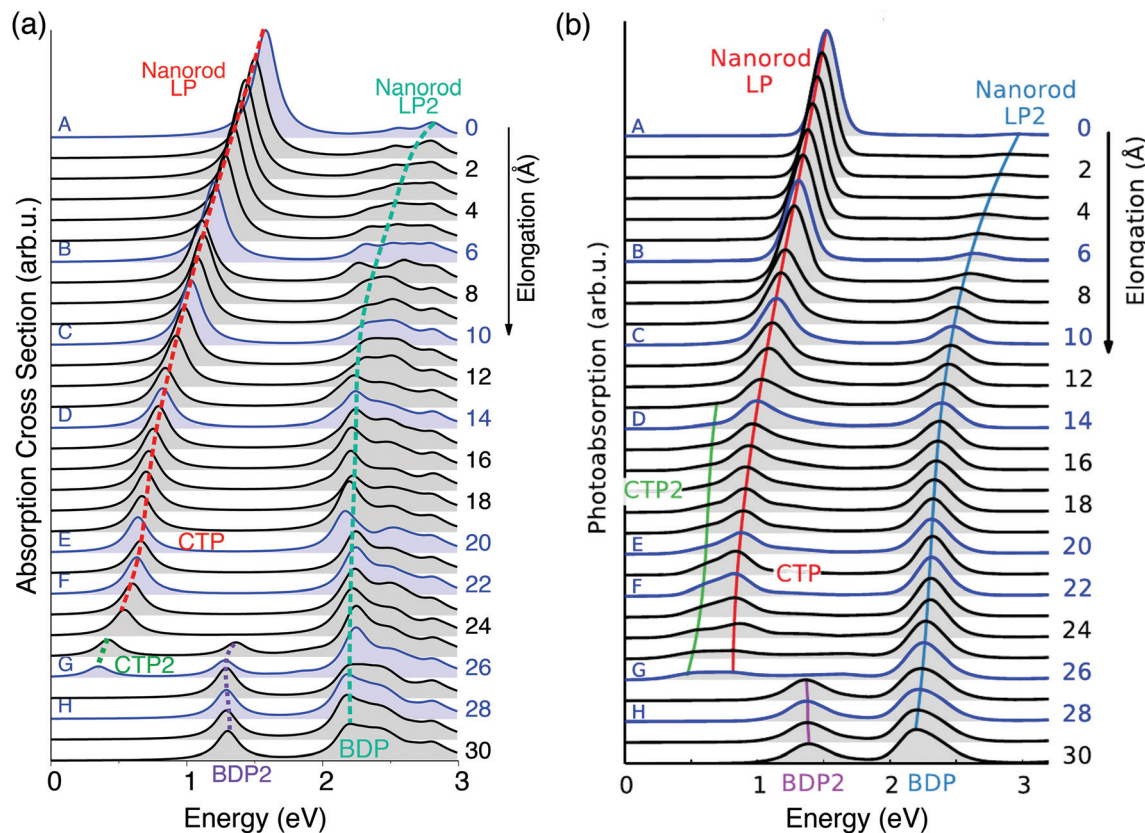 (a)
Nanorod
LP
Nanorod
LP2
A
0
2
4
B
6
8
C
10
12
D
14
16
18
E
CTP
20
F
22
24
G
CTP2
26
H
28
BDP
30
BDP2
Elongation (Å)
Absorption Cross Section (arb.u.)
0
1
2
3
Energy (eV)
(b)
Nanorod
LP
Nanorod
LP2
A
0
2
4
B
6
8
C
10
12
D
14
16
CTP2
18
E
20
CTP
F
22
24
G
26
H
28
30
BDP2
BDP
Elongation (Å)
Photoabsorption (arb.u.)
0
1
2
3
Energy (eV)